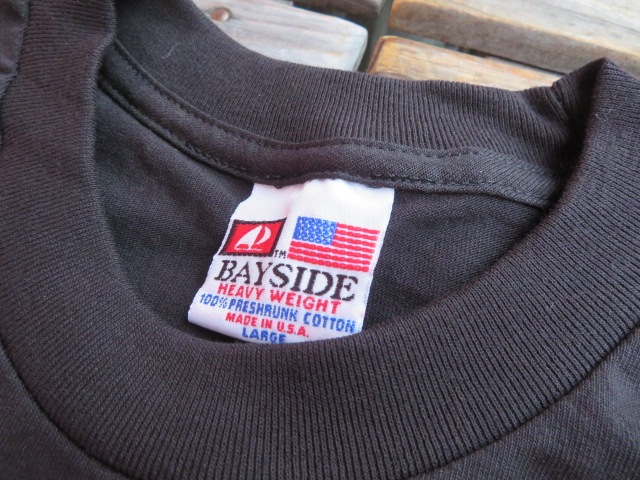 TM
BAYSIDE
HEAVY WEIGHT
100% PRESHRUNK COTTON
MADE IN U.S.A.
LARGE